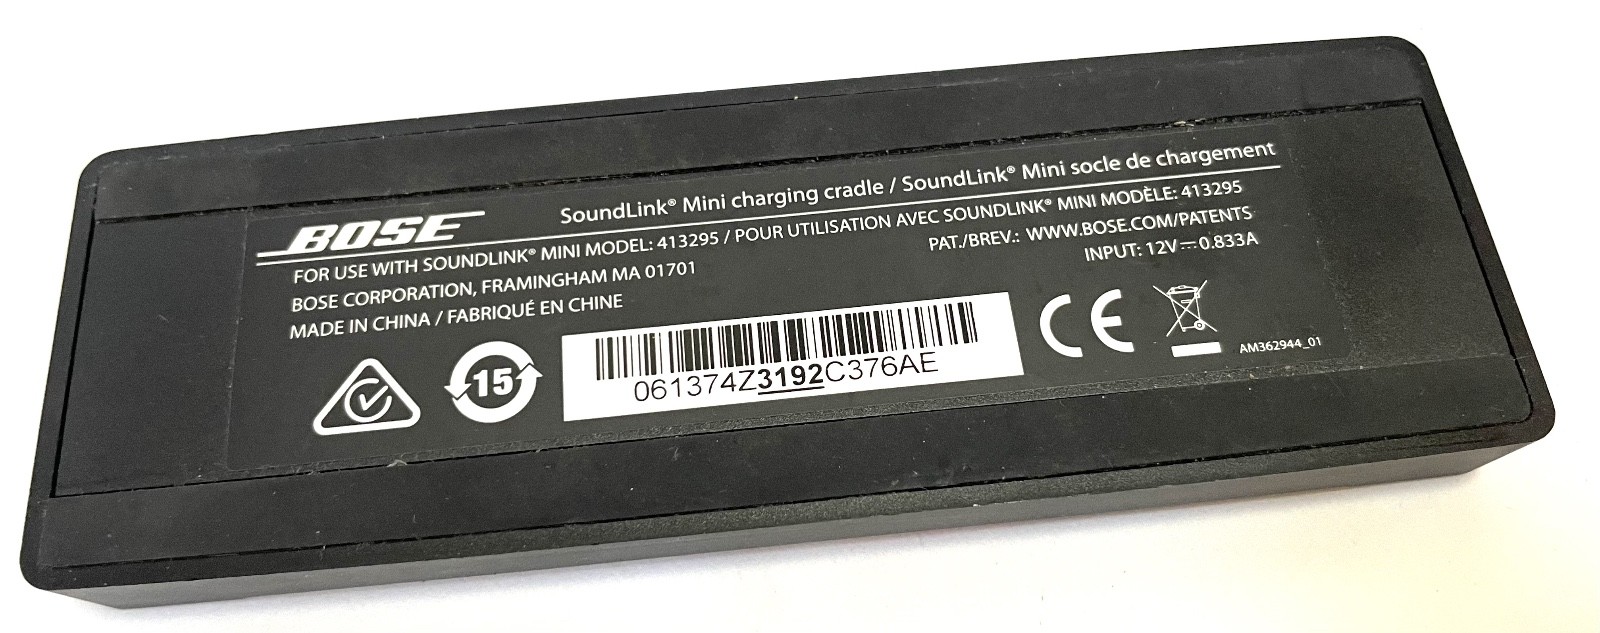 BOSE
SoundLink® Mini charging cradle / SoundLink® Mini socle de chargement
FOR USE WITH SOUNDLINK® MINI MODEL: 413295 / POUR UTILISATION AVEC SOUNDLINK® MINI MODÈLE: 413295
BOSE CORPORATION, FRAMINGHAM MA 01701
PAT./BREV.: WWW.BOSE.COM/PATENTS
MADE IN CHINA / FABRIQUÉ EN CHINE
INPUT: 12V⎓0.833A
15
061374Z3192C376AE
CE
AM362944_01